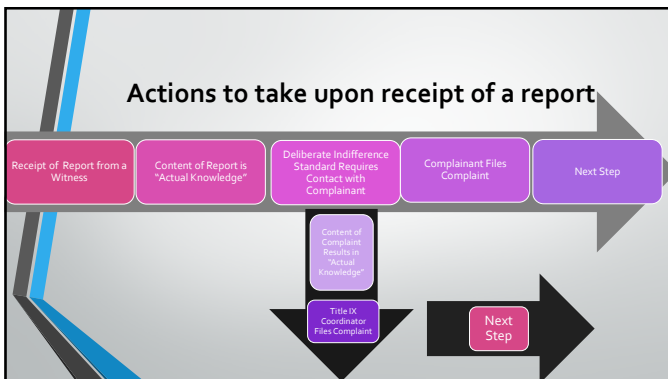 Actions to take upon receipt of a report
Receipt of Report from a
Witness
Content of Report is
"Actual Knowledge"
Deliberate Indifference
Standard Requires
Contact with
Complainant
Complainant Files
Complaint
Next Step
Content of
Complaint
Results in
"Actual
Knowledge"
Title IX
Coordinator
Files Complaint
Next
Step